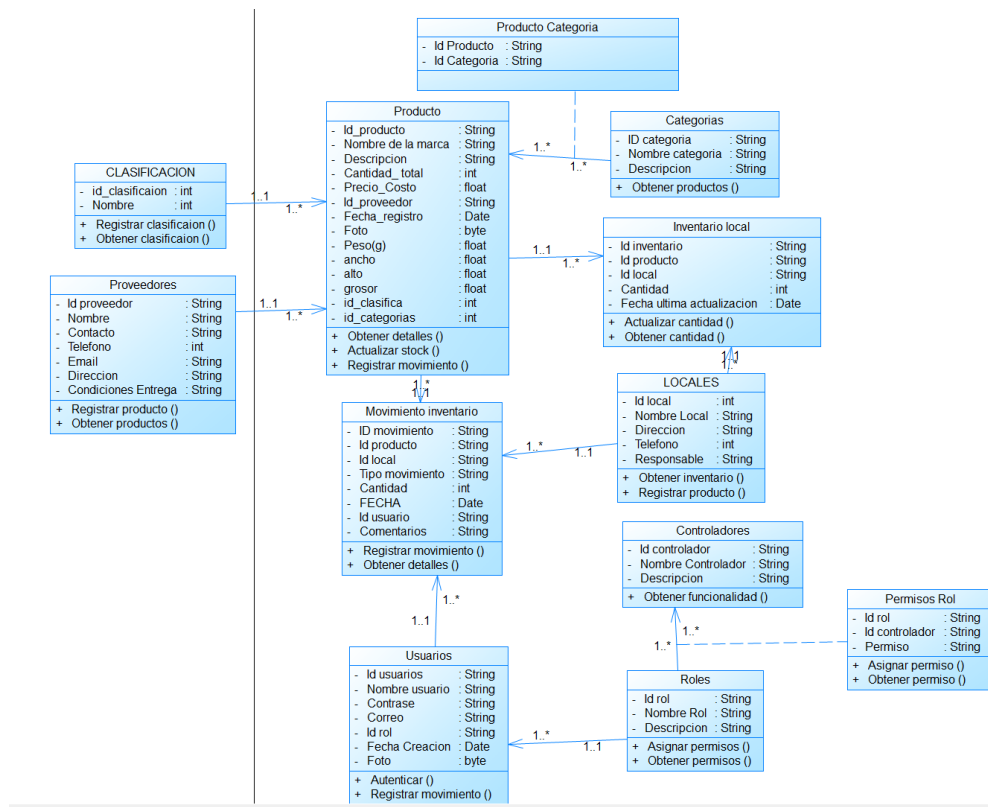 Producto Categoria
- Id Producto : String
- Id Categoria : String
Producto
- Id_producto : String
- Nombre de la marca : String
- Descripcion : String
- Cantidad_total : int
- Precio_Costo : float
- Id_proveedor : String
- Fecha_registro : Date
- Foto : byte
- Peso(g) : float
- ancho : float
- alto : float
- grosor : float
- id_clasifica : int
- id_categorias : int
+ Obtener detalles ()
+ Actualizar stock ()
+ Registrar movimiento ()
Categorias
- ID categoria : String
- Nombre categoria : String
- Descripcion : String
+ Obtener productos ()
1..*
1..*
CLASIFICACION
- id_clasificaion : int
- Nombre : int
+ Registrar clasificaion ()
+ Obtener clasificaion ()
1..1
1..*
Inventario local
- Id inventario : String
- Id producto : String
- Id local : String
- Cantidad : int
- Fecha ultima actualizacion : Date
+ Actualizar cantidad ()
+ Obtener cantidad ()
1..1
1..*
Proveedores
- Id proveedor : String
- Nombre : String
- Contacto : String
- Telefono : int
- Email : String
- Direccion : String
- Condiciones Entrega : String
+ Registrar producto ()
+ Obtener productos ()
1..1
1..*
1..1
1..*
LOCALES
- Id local : int
- Nombre Local : String
- Direccion : String
- Telefono : int
- Responsable : String
+ Obtener inventario ()
+ Registrar producto ()
1..*
1..1
Movimiento inventario
- ID movimiento : String
- Id producto : String
- Id local : String
- Tipo movimiento : String
- Cantidad : int
- FECHA : Date
- Id usuario : String
- Comentarios : String
+ Registrar movimiento ()
+ Obtener detalles ()
1..*
1..1
Controladores
- Id controlador : String
- Nombre Controlador : String
- Descripcion : String
+ Obtener funcionalidad ()
1..*
1..1
1..*
1..*
Permisos Rol
- Id rol : String
- Id controlador : String
- Permiso : String
+ Asignar permiso ()
+ Obtener permiso ()
Usuarios
- Id usuarios : String
- Nombre usuario : String
- Contrase : String
- Correo : String
- Id rol : String
- Fecha Creacion : Date
- Foto : byte
+ Autenticar ()
+ Registrar movimiento ()
Roles
- Id rol : String
- Nombre Rol : String
- Descripcion : String
+ Asignar permisos ()
+ Obtener permisos ()
1..*
1..1